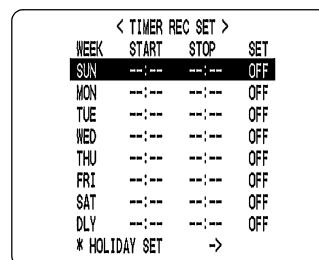 < TIMER REC SET >
WEEK START STOP SET
SUN --:-- --:-- OFF
MON --:-- --:-- OFF
TUE --:-- --:-- OFF
WED --:-- --:-- OFF
THU --:-- --:-- OFF
FRI --:-- --:-- OFF
SAT --:-- --:-- OFF
DLY --:-- --:-- OFF
* HOLIDAY SET ->